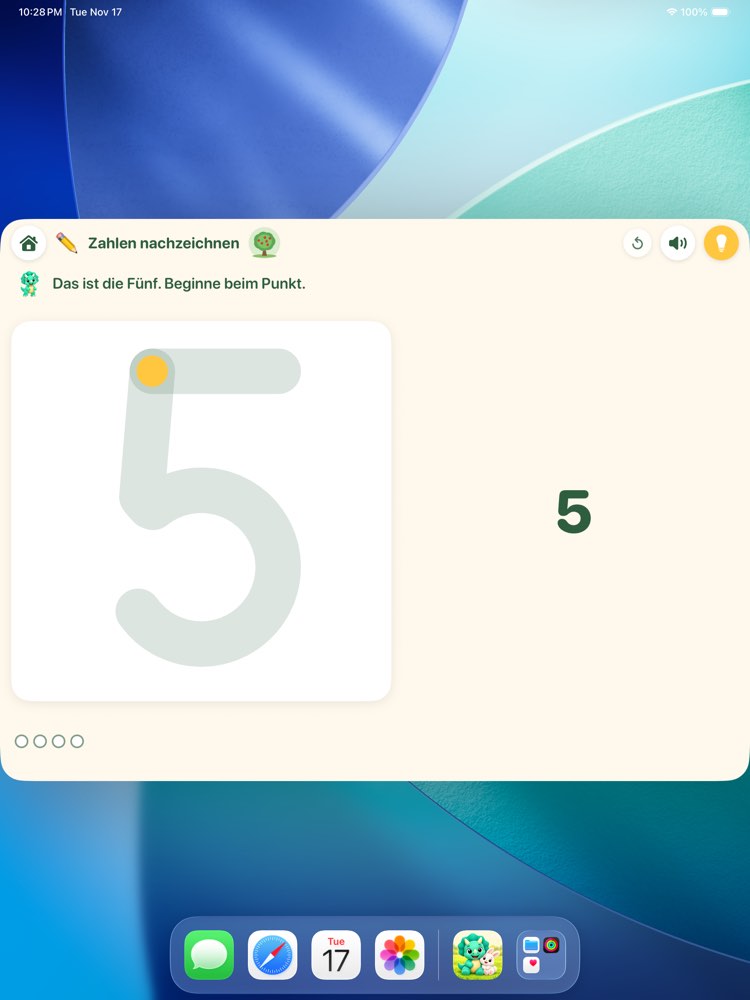 10:28 PM Tue Nov 17
100%
Zahlen nachzeichnen
Das ist die Fünf. Beginne beim Punkt.
5
5
Tue
17